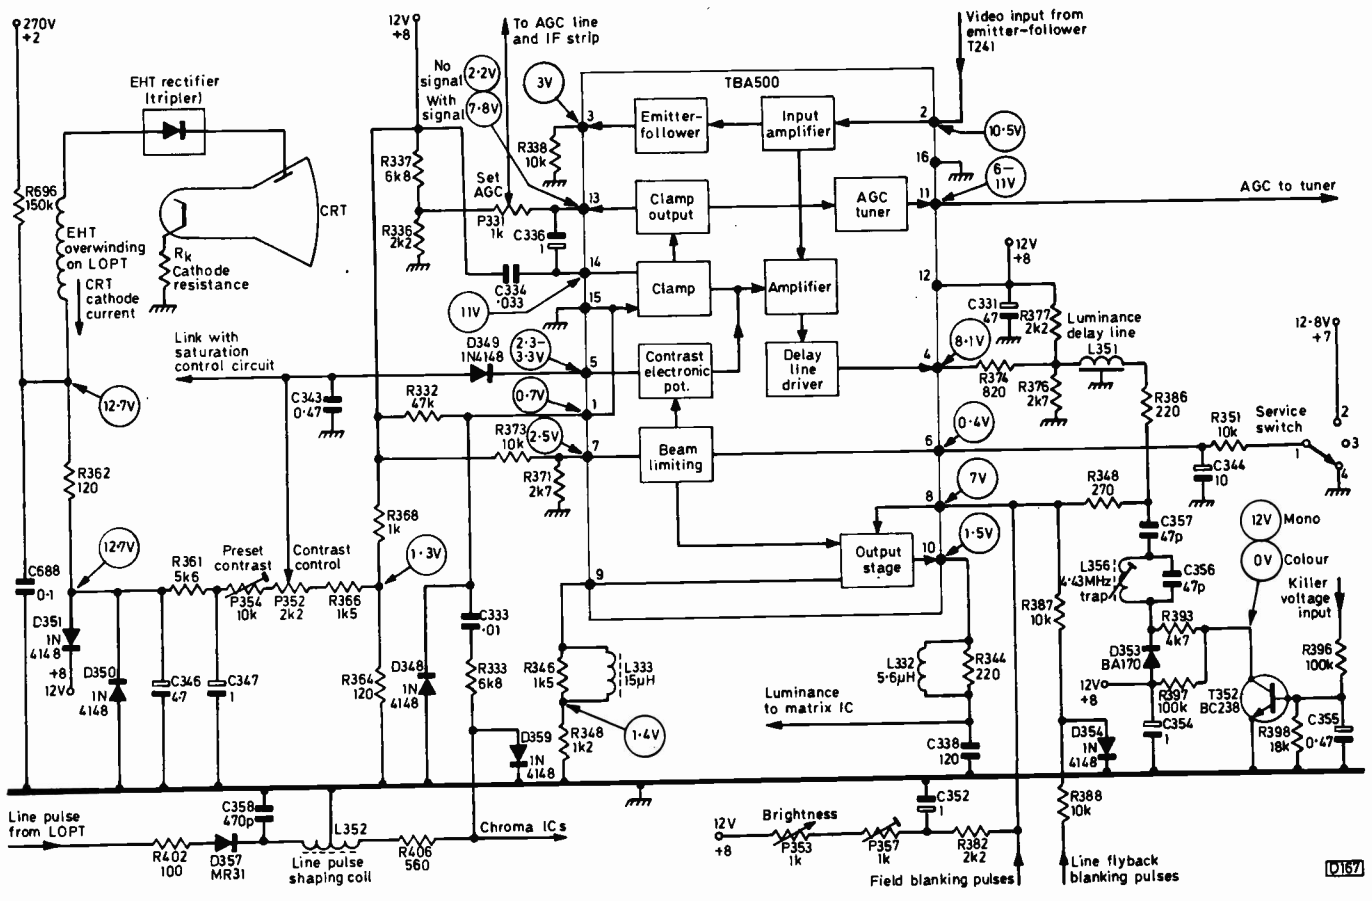 270V
+2
EHT rectifier
(tripler)
R696
150k
EHT
overwinding
on LOPT
CRT
cathode
current
CRT
Rk
Cathode
resistance
12V
+8
To AGC line
and IF strip
No
signal
2·2V
With
signal
7·8V
3V
TBA500
Video input from
emitter-follower
T241
3
Emitter-
follower
Input
amplifier
2
10·5V
16
R338
10k
R337
6k8
Set
AGC
P331
1k
R336
2k2
C336
1
13
Clamp
output
AGC
tuner
11
6–
11V
AGC to tuner
14
C334
·033
11V
15
Clamp
Amplifier
12
12V
+8
C331
47
R377
2k2
Luminance
delay line
L351
12·8V
+7
Link with
saturation
control circuit
D349
1N4148
2·3–
3·3V
5
Contrast
electronic
pot.
Delay
line
driver
4
8·1V
R374
820
R376
2k7
R386
220
12·7V
C343
0·47
R332
47k
0·7V
1
R373
10k
2·5V
7
R371
2k7
Beam
limiting
6
0·4V
R351
10k
Service
switch
1
2
3
4
C344
10
R362
120
R368
1k
8
7V
R348
270
C357
47p
12V
Mono
0V
Colour
12·7V
R361
5k6
Preset
contrast
P354
10k
Contrast
control
P352
2k2
R366
1k5
1·3V
9
Output
stage
10
1·5V
L356
4·43MHz
trap
C356
47p
Killer
voltage
input
C688
0·1
D351
1N
4148
+8
12V
D350
1N
4148
C346
47
C347
1
R364
120
D348
1N
4148
C333
·01
R333
6k8
D359
1N
4148
R346
1k5
L333
15µH
1·4V
R348
1k2
L332
5·6µH
R344
220
Luminance
to matrix IC
C338
120
R387
10k
R393
4k7
D353
BA170
12V
+8
R397
100k
C354
1
D354
1N
4148
T352
BC238
R396
100k
R398
18k
C355
0·47
Line pulse
from LOPT
R402
100
D357
MR31
C358
470p
L352
Line pulse
shaping coil
R406
560
Chroma ICs
12V
+8
Brightness
P353
1k
P357
1k
C352
1
R382
2k2
R388
10k
Field blanking pulses
Line flyback
blanking pulses
D167